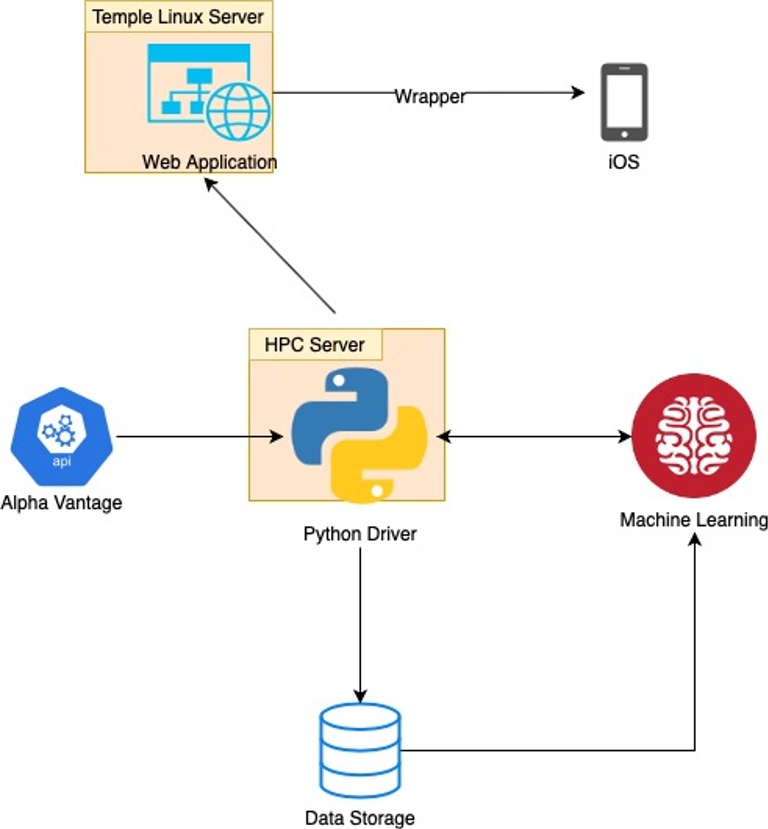 Temple Linux Server
Web Application
Wrapper
iOS
HPC Server
api
Alpha Vantage
Python Driver
Machine Learning
Data Storage